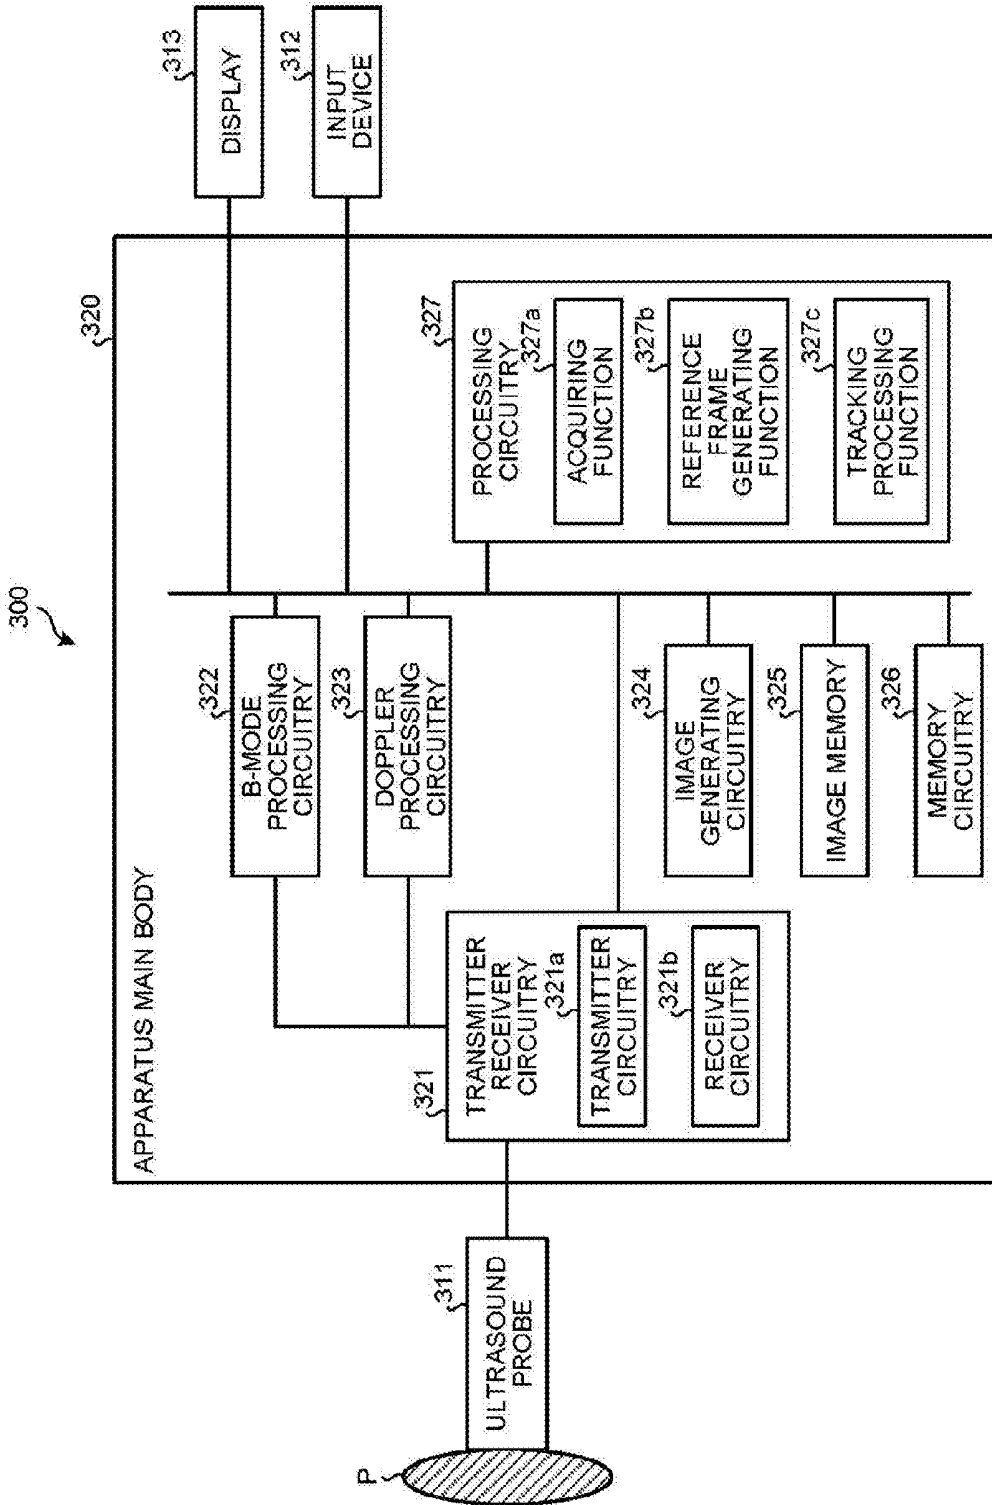 300
P
311
ULTRASOUND
PROBE
320
APPARATUS MAIN BODY
321
TRANSMITTER
RECEIVER
CIRCUITRY
321a
TRANSMITTER
CIRCUITRY
321b
RECEIVER
CIRCUITRY
322
B-MODE
PROCESSING
CIRCUITRY
323
DOPPLER
PROCESSING
CIRCUITRY
324
IMAGE
GENERATING
CIRCUITRY
325
IMAGE MEMORY
326
MEMORY
CIRCUITRY
327
PROCESSING
CIRCUITRY
327a
ACQUIRING
FUNCTION
327b
REFERENCE
FRAME
GENERATING
FUNCTION
327c
TRACKING
PROCESSING
FUNCTION
313
DISPLAY
312
INPUT
DEVICE